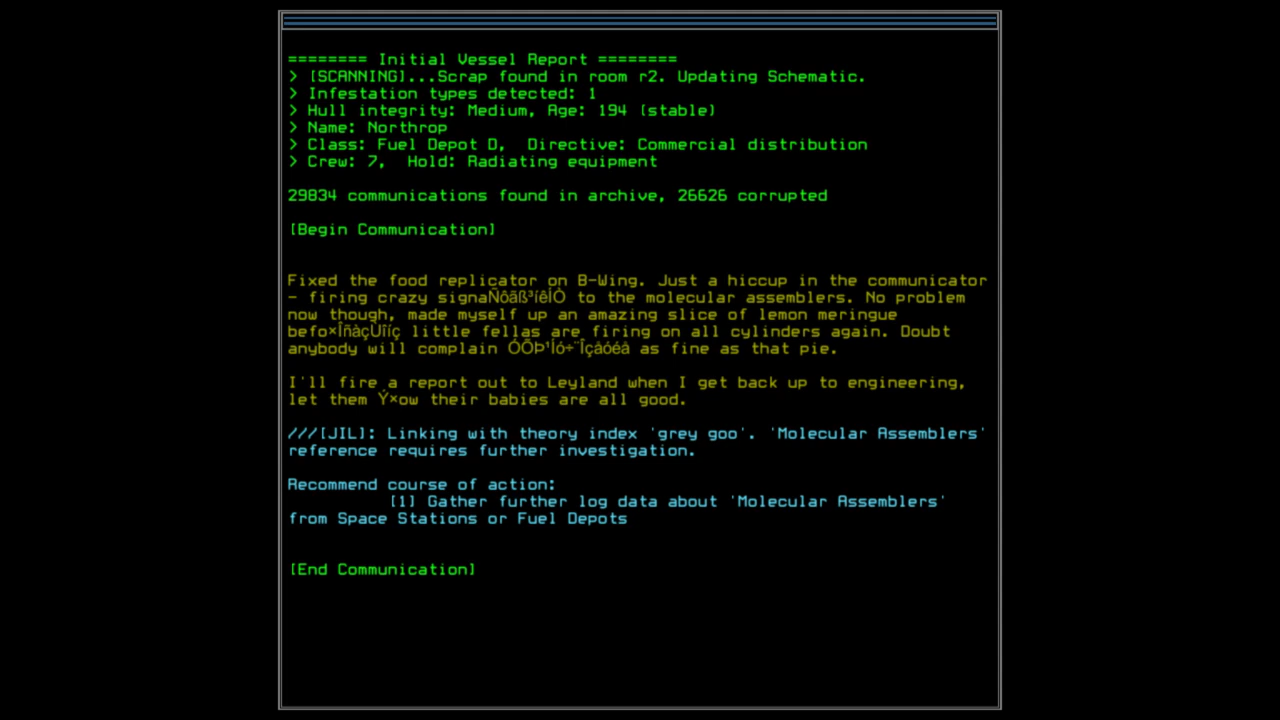 ======== Initial Vessel Report ========
> [SCANNING]...Scrap found in room r2. Updating Schematic.
> Infestation types detected: 1
> Hull integrity: Medium, Age: 194 (stable)
> Name: Northrop
> Class: Fuel Depot D,  Directive: Commercial distribution
> Crew: 7,  Hold: Radiating equipment
29834 communications found in archive, 26626 corrupted
[Begin Communication]
Fixed the food replicator on B-Wing. Just a hiccup in the communicator
- firing crazy signaÑôãß³íêÍÒ to the molecular assemblers. No problem
now though, made myself up an amazing slice of lemon meringue
befo×ÎñàçÙîíç little fellas are firing on all cylinders again. Doubt
anybody will complain ÓÕÞ¹Íó÷¨Îçåóéå as fine as that pie.
I'll fire a report out to Leyland when I get back up to engineering,
let them Ý×ow their babies are all good.
///[JIL]: Linking with theory index 'grey goo'. 'Molecular Assemblers'
reference requires further investigation.
Recommend course of action:
[1] Gather further log data about 'Molecular Assemblers'
from Space Stations or Fuel Depots
[End Communication]